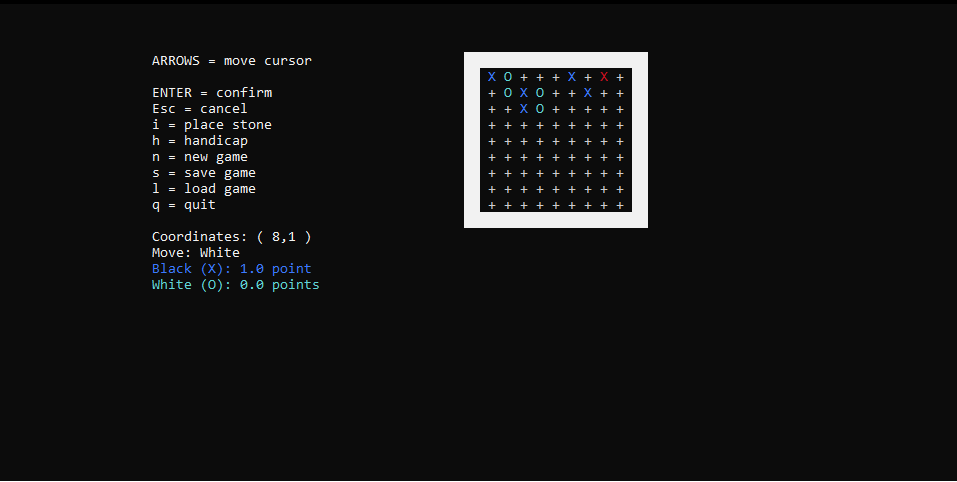 ARROWS = move cursor
ENTER = confirm
Esc = cancel
i = place stone
h = handicap
n = new game
s = save game
l = load game
q = quit
Coordinates: ( 8,1 )
Move: White
Black (X): 1.0 point
White (O): 0.0 points
X O + + + X + X +
+ O X O + + X + +
+ + X O + + + + +
+ + + + + + + + +
+ + + + + + + + +
+ + + + + + + + +
+ + + + + + + + +
+ + + + + + + + +
+ + + + + + + + +